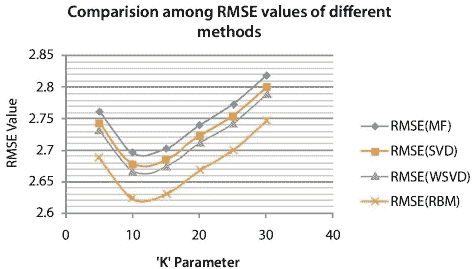 Comparision among RMSE values of different
methods
2.85
2.8
2.75
2.7
2.65
2.6
RMSE Value
0 10 20 30 40
'K' Parameter
RMSE(MF)
RMSE(SVD)
RMSE(WSVD)
RMSE(RBM)